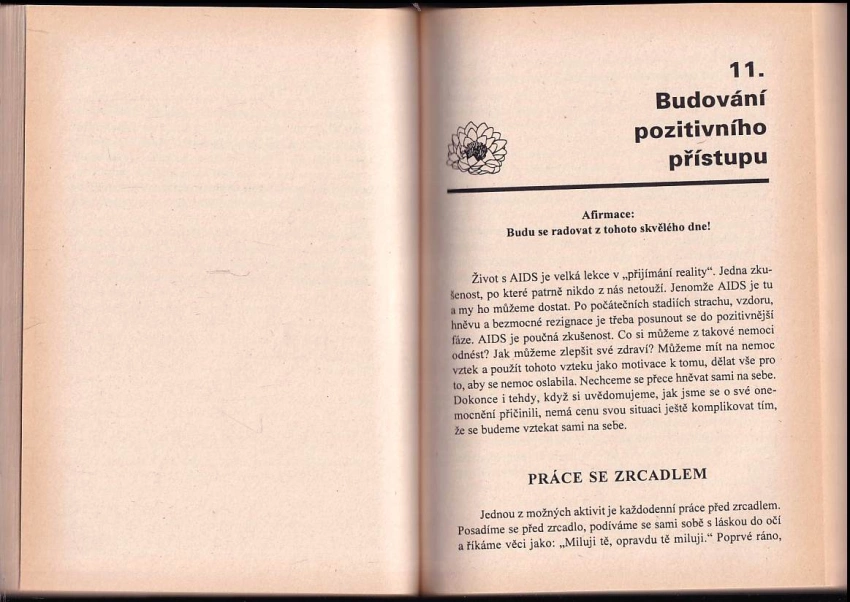 11.
Budování
pozitivního
přístupu
Afirmace:
Budu se radovat z tohoto skvělého dne!
Život s AIDS je velká lekce v „přijímání reality“. Jedna zku-
šenost, po které patrně nikdo z nás netouží. Jenomže AIDS je tu
a my ho můžeme dostat. Po počátečních stadiích strachu, vzdoru,
hněvu a bezmocné rezignace je třeba posunout se do pozitivnější
fáze. AIDS je poučná zkušenost. Co si můžeme z takové nemoci
odnést? Jak můžeme zlepšit své zdraví? Můžeme mít na nemoc
vztek a použít tohoto vzteku jako motivace k tomu, dělat vše pro
to, aby se nemoc oslabila. Nechceme se přece hněvat sami na sebe.
Dokonce i tehdy, když si uvědomujeme, jak jsme se o své one-
mocnění přičinili, nemá cenu svou situaci ještě komplikovat tím,
že se budeme vztekat sami na sebe.
PRÁCE SE ZRCADLEM
Jednou z možných aktivit je každodenní práce před zrcadlem.
Posadíme se před zrcadlo, podíváme se sami sobě s láskou do očí
a říkáme věci jako: „Miluji tě, opravdu tě miluji.“ Poprvé ráno,